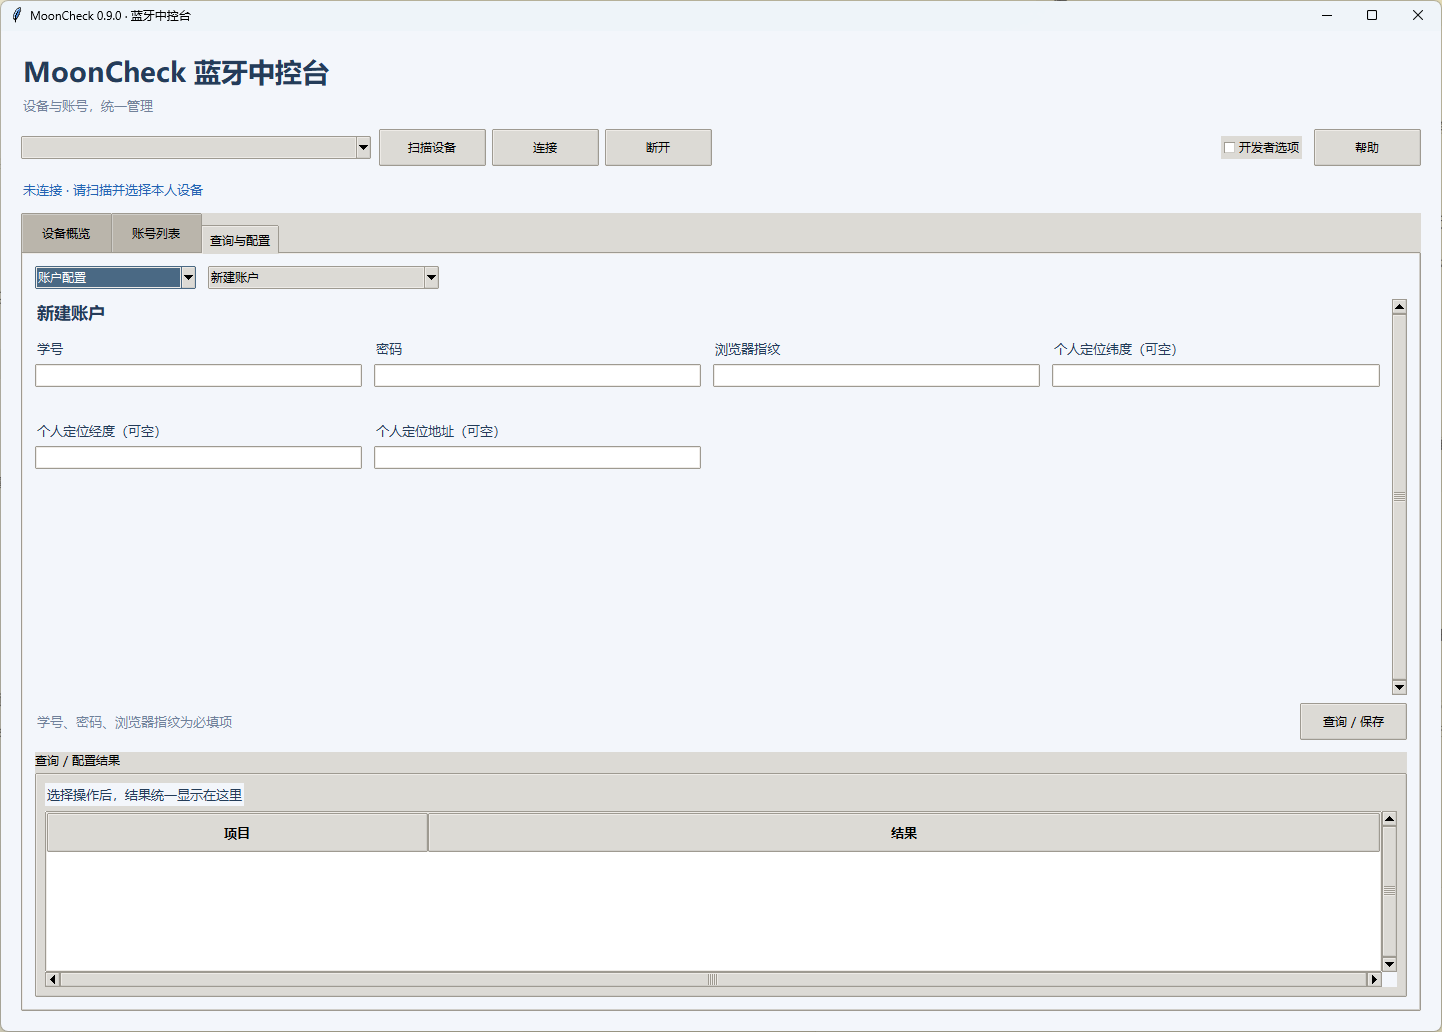 MoonCheck 0.9.0 · 蓝牙中控台
MoonCheck 蓝牙中控台
设备与账号，统一管理
扫描设备 连接 断开 开发者选项 帮助
未连接 · 请扫描并选择本人设备
设备概览 账号列表 查询与配置
账户配置 新建账户
新建账户
学号 密码 浏览器指纹 个人定位纬度（可空）
个人定位经度（可空） 个人定位地址（可空）
学号、密码、浏览器指纹为必填项 查询 / 保存
查询 / 配置结果
选择操作后，结果统一显示在这里
项目 结果